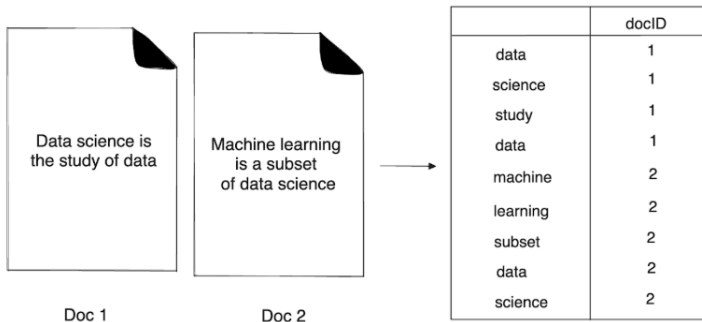 Data science is
the study of data
Doc 1
Machine learning
is a subset
of data science
Doc 2
docID
data 1
science 1
study 1
data 1
machine 2
learning 2
subset 2
data 2
science 2